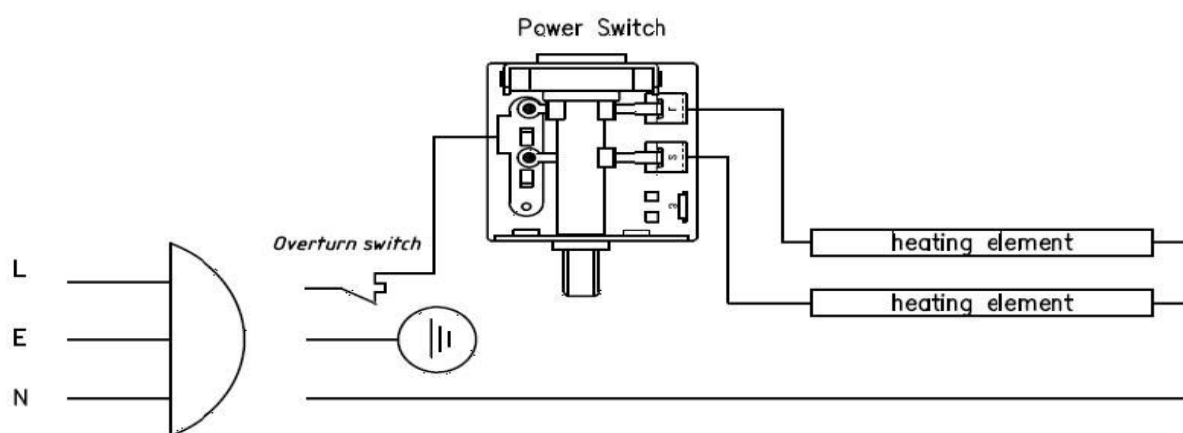 Power Switch
Overturn switch
L
E
N
heating element
heating element